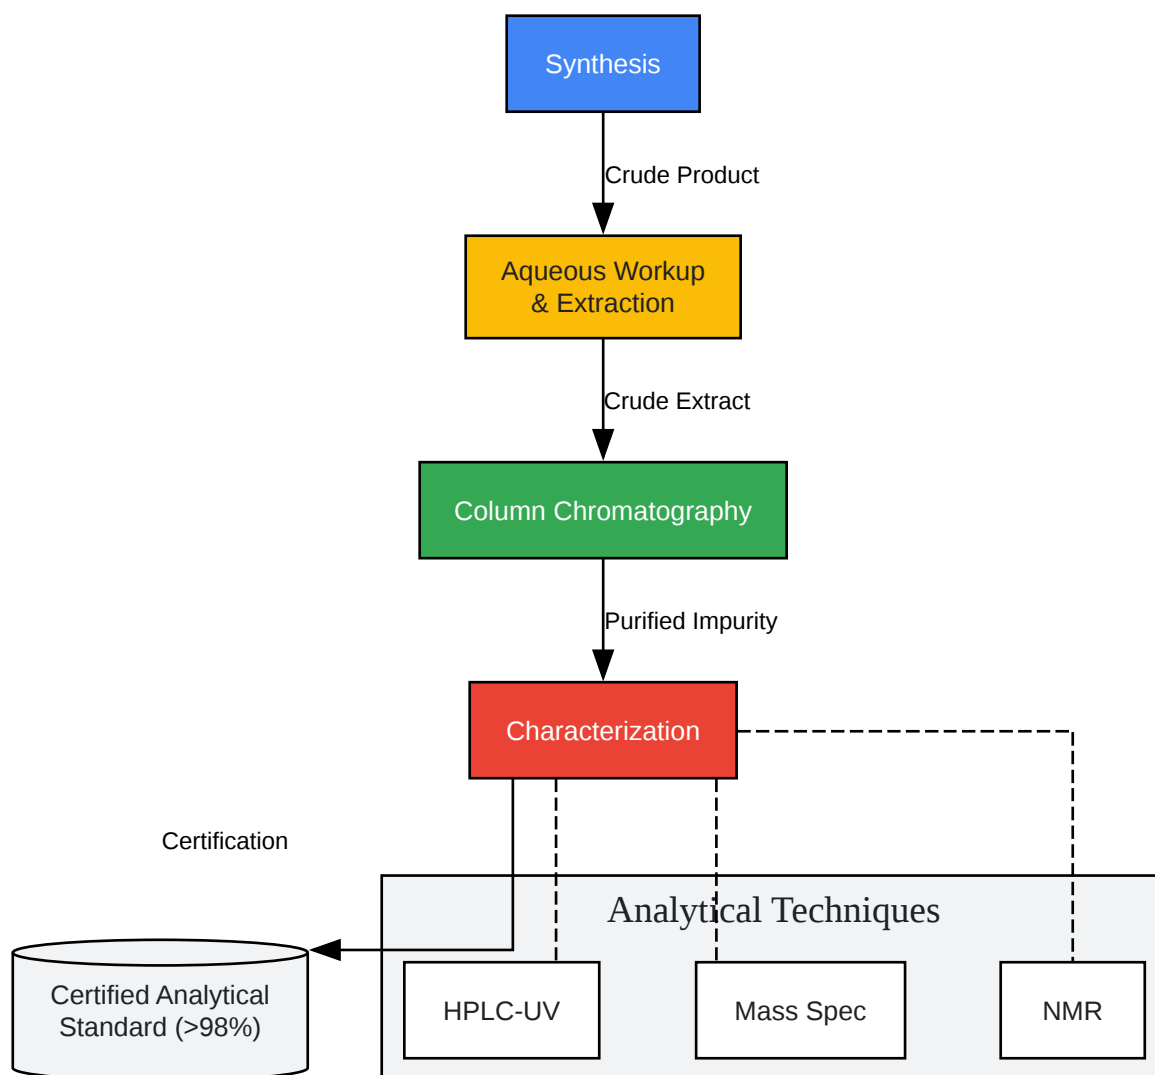 Synthesis
Crude Product
Aqueous Workup
& Extraction
Crude Extract
Column Chromatography
Purified Impurity
Characterization
Certification
Analytical Techniques
Certified Analytical
Standard (>98%)
HPLC-UV
Mass Spec
NMR